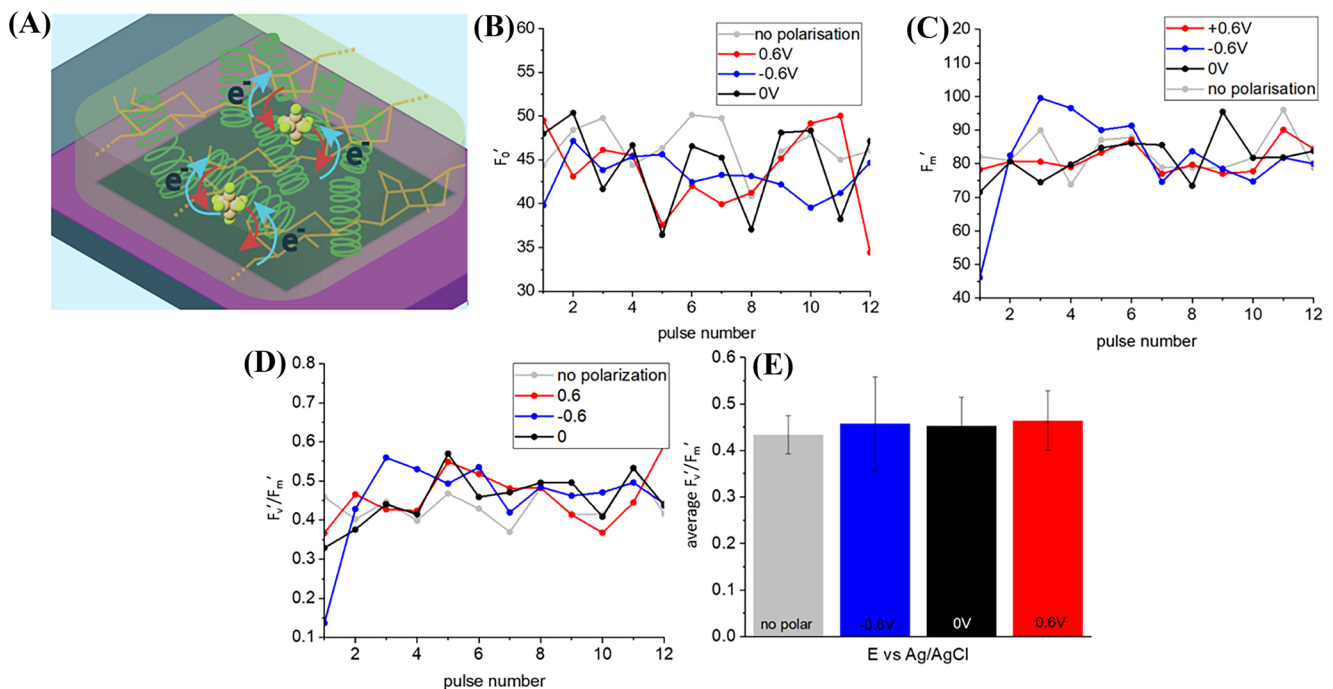 (A)
e-
e-
e-
e-
(B)
60
55
50
45
40
35
30
F0′
2
4
6
8
10
12
pulse number
no polarisation
0.6V
-0.6V
0V
(C)
100
90
80
70
60
50
40
Fm′
2
4
6
8
10
12
pulse number
+0.6V
-0.6V
0V
no polarisation
(D)
0.8
0.7
0.6
0.5
0.4
0.3
0.2
0.1
Fv′/Fm′
2
4
6
8
10
12
pulse number
no polarization
0.6
-0.6
0
(E)
0.6
0.5
0.4
0.3
0.2
0.1
0.0
average Fv′/Fm′
no polar
-0.6V
0V
0.6V
E vs Ag/AgCl